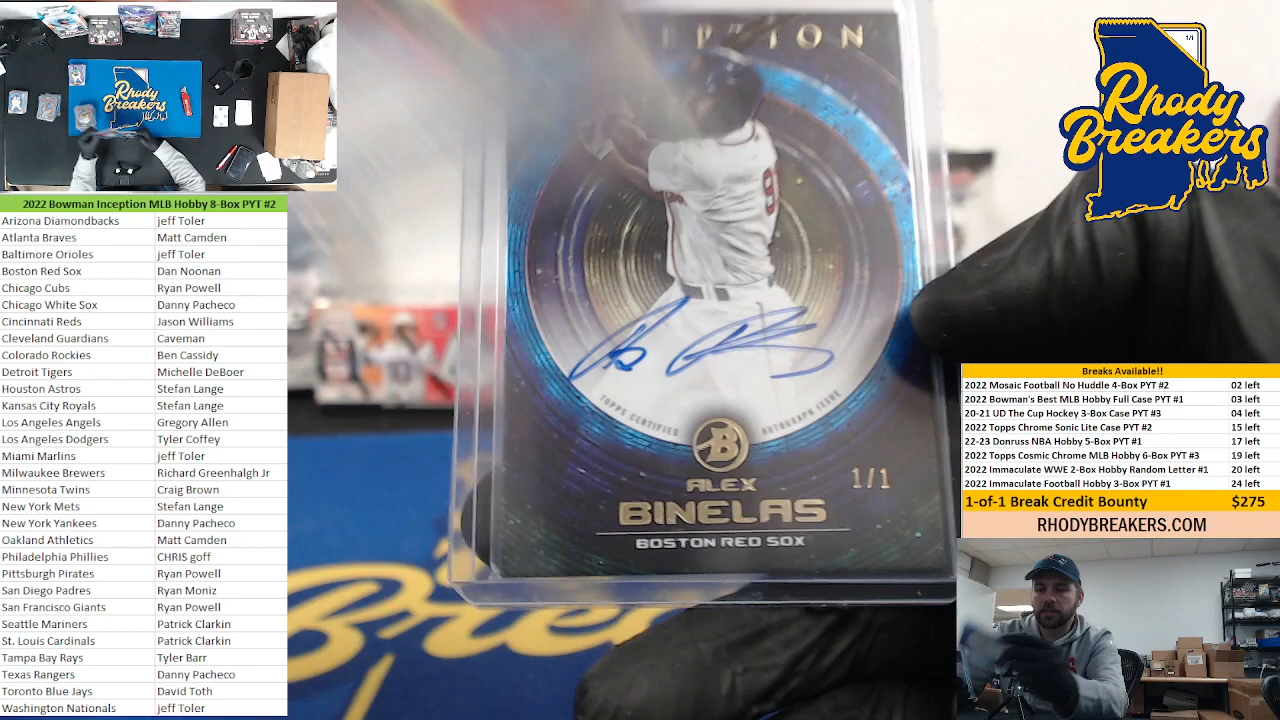 Rhody
Breakers
2022 Bowman Inception MLB Hobby 8-Box PYT #2
Arizona Diamondbacks jeff Toler
Atlanta Braves Matt Camden
Baltimore Orioles jeff Toler
Boston Red Sox Dan Noonan
Chicago Cubs Ryan Powell
Chicago White Sox Danny Pacheco
Cincinnati Reds Jason Williams
Cleveland Guardians Caveman
Colorado Rockies Ben Cassidy
Detroit Tigers Michelle DeBoer
Houston Astros Stefan Lange
Kansas City Royals Stefan Lange
Los Angeles Angels Gregory Allen
Los Angeles Dodgers Tyler Coffey
Miami Marlins jeff Toler
Milwaukee Brewers Richard Greenhalgh Jr
Minnesota Twins Craig Brown
New York Mets Stefan Lange
New York Yankees Danny Pacheco
Oakland Athletics Matt Camden
Philadelphia Phillies CHRIS goff
Pittsburgh Pirates Ryan Powell
San Diego Padres Ryan Moniz
San Francisco Giants Ryan Powell
Seattle Mariners Patrick Clarkin
St. Louis Cardinals Patrick Clarkin
Tampa Bay Rays Tyler Barr
Texas Rangers Danny Pacheco
Toronto Blue Jays David Toth
Washington Nationals jeff Toler
TOPPS CERTIFIED AUTOGRAPH ISSUE
B
1/1
ALEX
BINELAS
BOSTON RED SOX
1/1
Rhody
Breakers
Breaks Available!!
2022 Mosaic Football No Huddle 4-Box PYT #2 02 left
2022 Bowman's Best MLB Hobby Full Case PYT #1 03 left
20-21 UD The Cup Hockey 3-Box Case PYT #3 04 left
2022 Topps Chrome Sonic Lite Case PYT #2 15 left
22-23 Donruss NBA Hobby 5-Box PYT #1 17 left
2022 Topps Cosmic Chrome MLB Hobby 6-Box PYT #3 19 left
2022 Immaculate WWE 2-Box Hobby Random Letter #1 20 left
2022 Immaculate Football Hobby 3-Box PYT #1 24 left
1-of-1 Break Credit Bounty $275
RHODYBREAKERS.COM